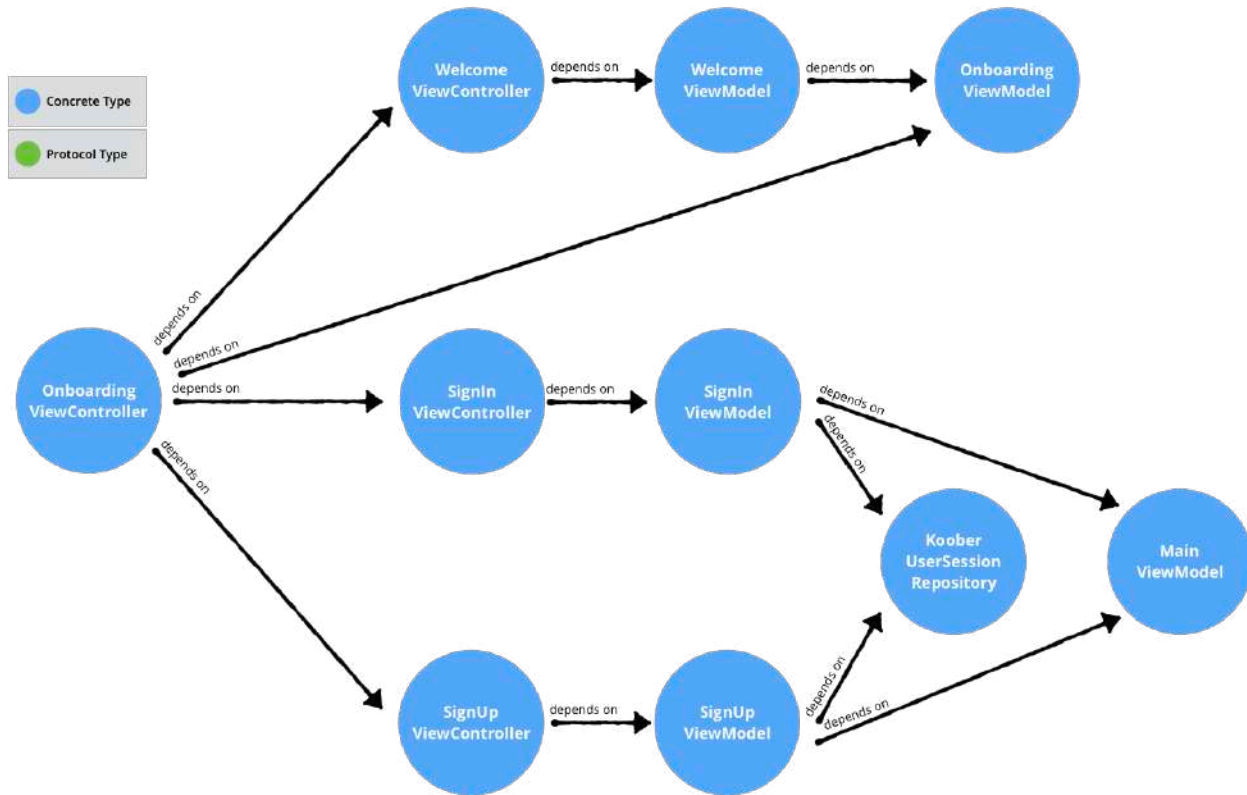 Concrete Type
Protocol Type
Welcome
ViewController
depends on
Welcome
ViewModel
depends on
Onboarding
ViewModel
depends on
depends on
depends on
depends on
Onboarding
ViewController
SignIn
ViewController
depends on
SignIn
ViewModel
depends on
depends on
Koober
UserSession
Repository
Main
ViewModel
SignUp
ViewController
depends on
SignUp
ViewModel
depends on
depends on